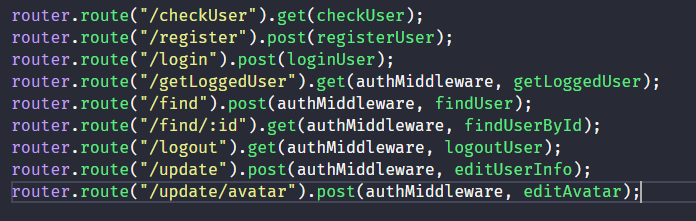 router.route("/checkUser").get(checkUser);
router.route("/register").post(registerUser);
router.route("/login").post(loginUser);
router.route("/getLoggedUser").get(authMiddleware, getLoggedUser);
router.route("/find").post(authMiddleware, findUser);
router.route("/find/:id").get(authMiddleware, findUserById);
router.route("/logout").get(authMiddleware, logoutUser);
router.route("/update").post(authMiddleware, editUserInfo);
router.route("/update/avatar").post(authMiddleware, editAvatar);